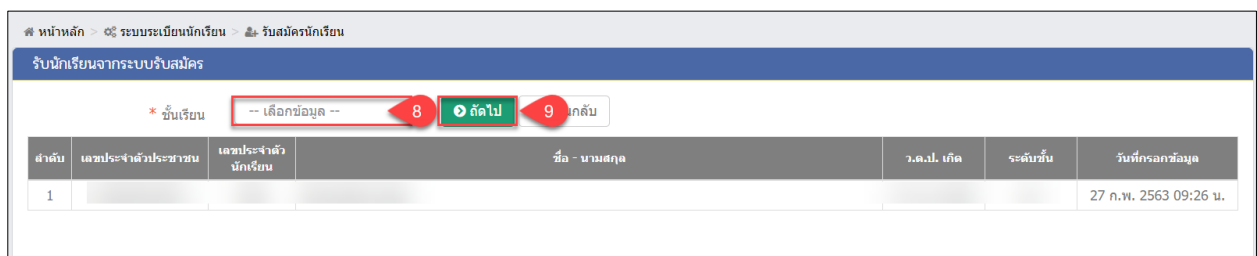 หน้าหลัก > ระบบระเบียนนักเรียน > รับสมัครนักเรียน
รับนักเรียนจากระบบรับสมัคร
* ชั้นเรียน -- เลือกข้อมูล -- 8 ถัดไป 9
ลำดับ เลขประจำตัวประชาชน เลขประจำตัวนักเรียน ชื่อ - นามสกุล ว.ด.ป. เกิด ระดับชั้น วันที่กรอกข้อมูล
1 27 ก.พ. 2563 09:26 น.